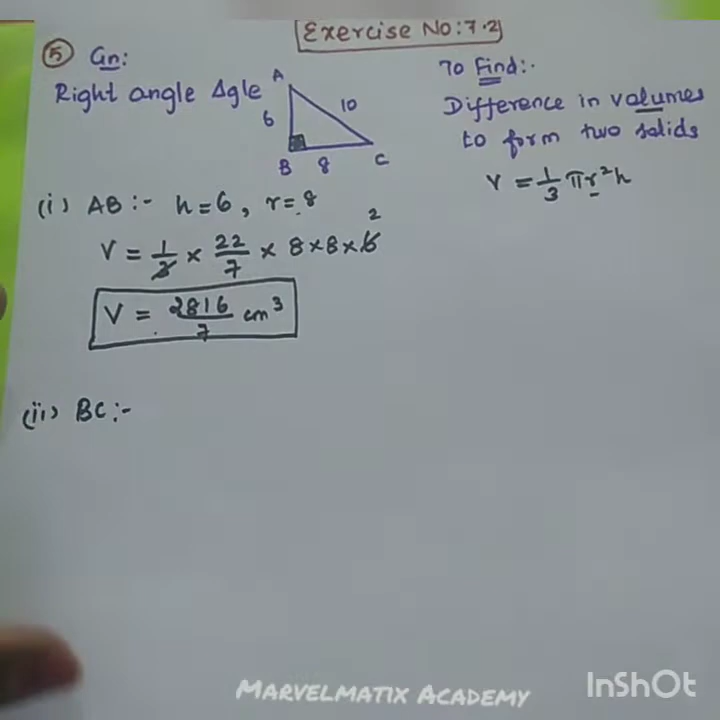 Exercise No: 7.2
⑤ Gn:
Right angle Δgle
A
6
10
B 8 C
To Find:-
Difference in valumes
to form two solids
V = 1/3 πr²h
(i) AB :- h=6, r=8
V = 1/3 × 22/7 × 8×8×6 2
V = 2816/7 cm³
(ii) BC:-
MARVELMATIX ACADEMY
InShOt